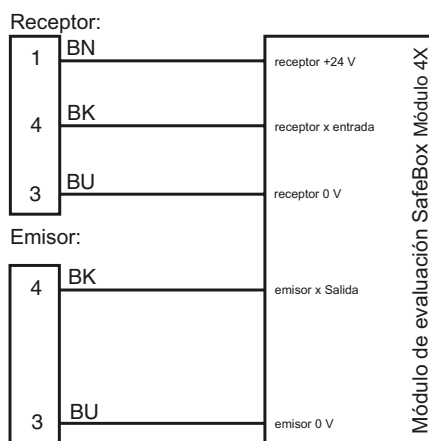 Receptor:
1 BN receptor +24 V
4 BK receptor x entrada
3 BU receptor 0 V
Emisor:
4 BK emisor x Salida
3 BU emisor 0 V
Módulo de evaluación SafeBox Módulo 4X